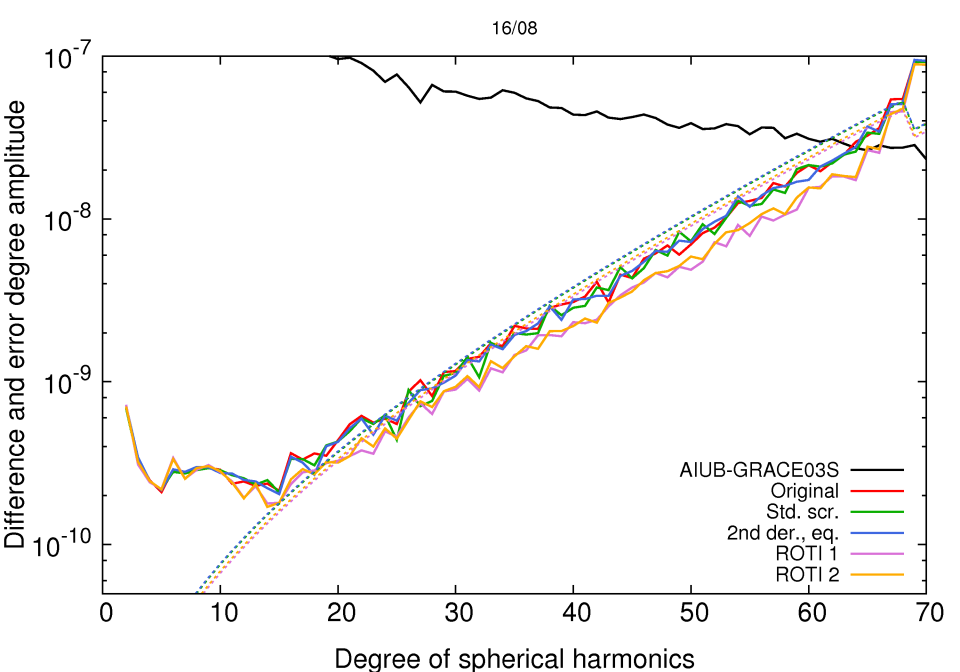 16/08
Difference and error degree amplitude
10^-7
10^-8
10^-9
10^-10
AIUB-GRACE03S
Original
Std. scr.
2nd der., eq.
ROTI 1
ROTI 2
0 10 20 30 40 50 60 70
Degree of spherical harmonics